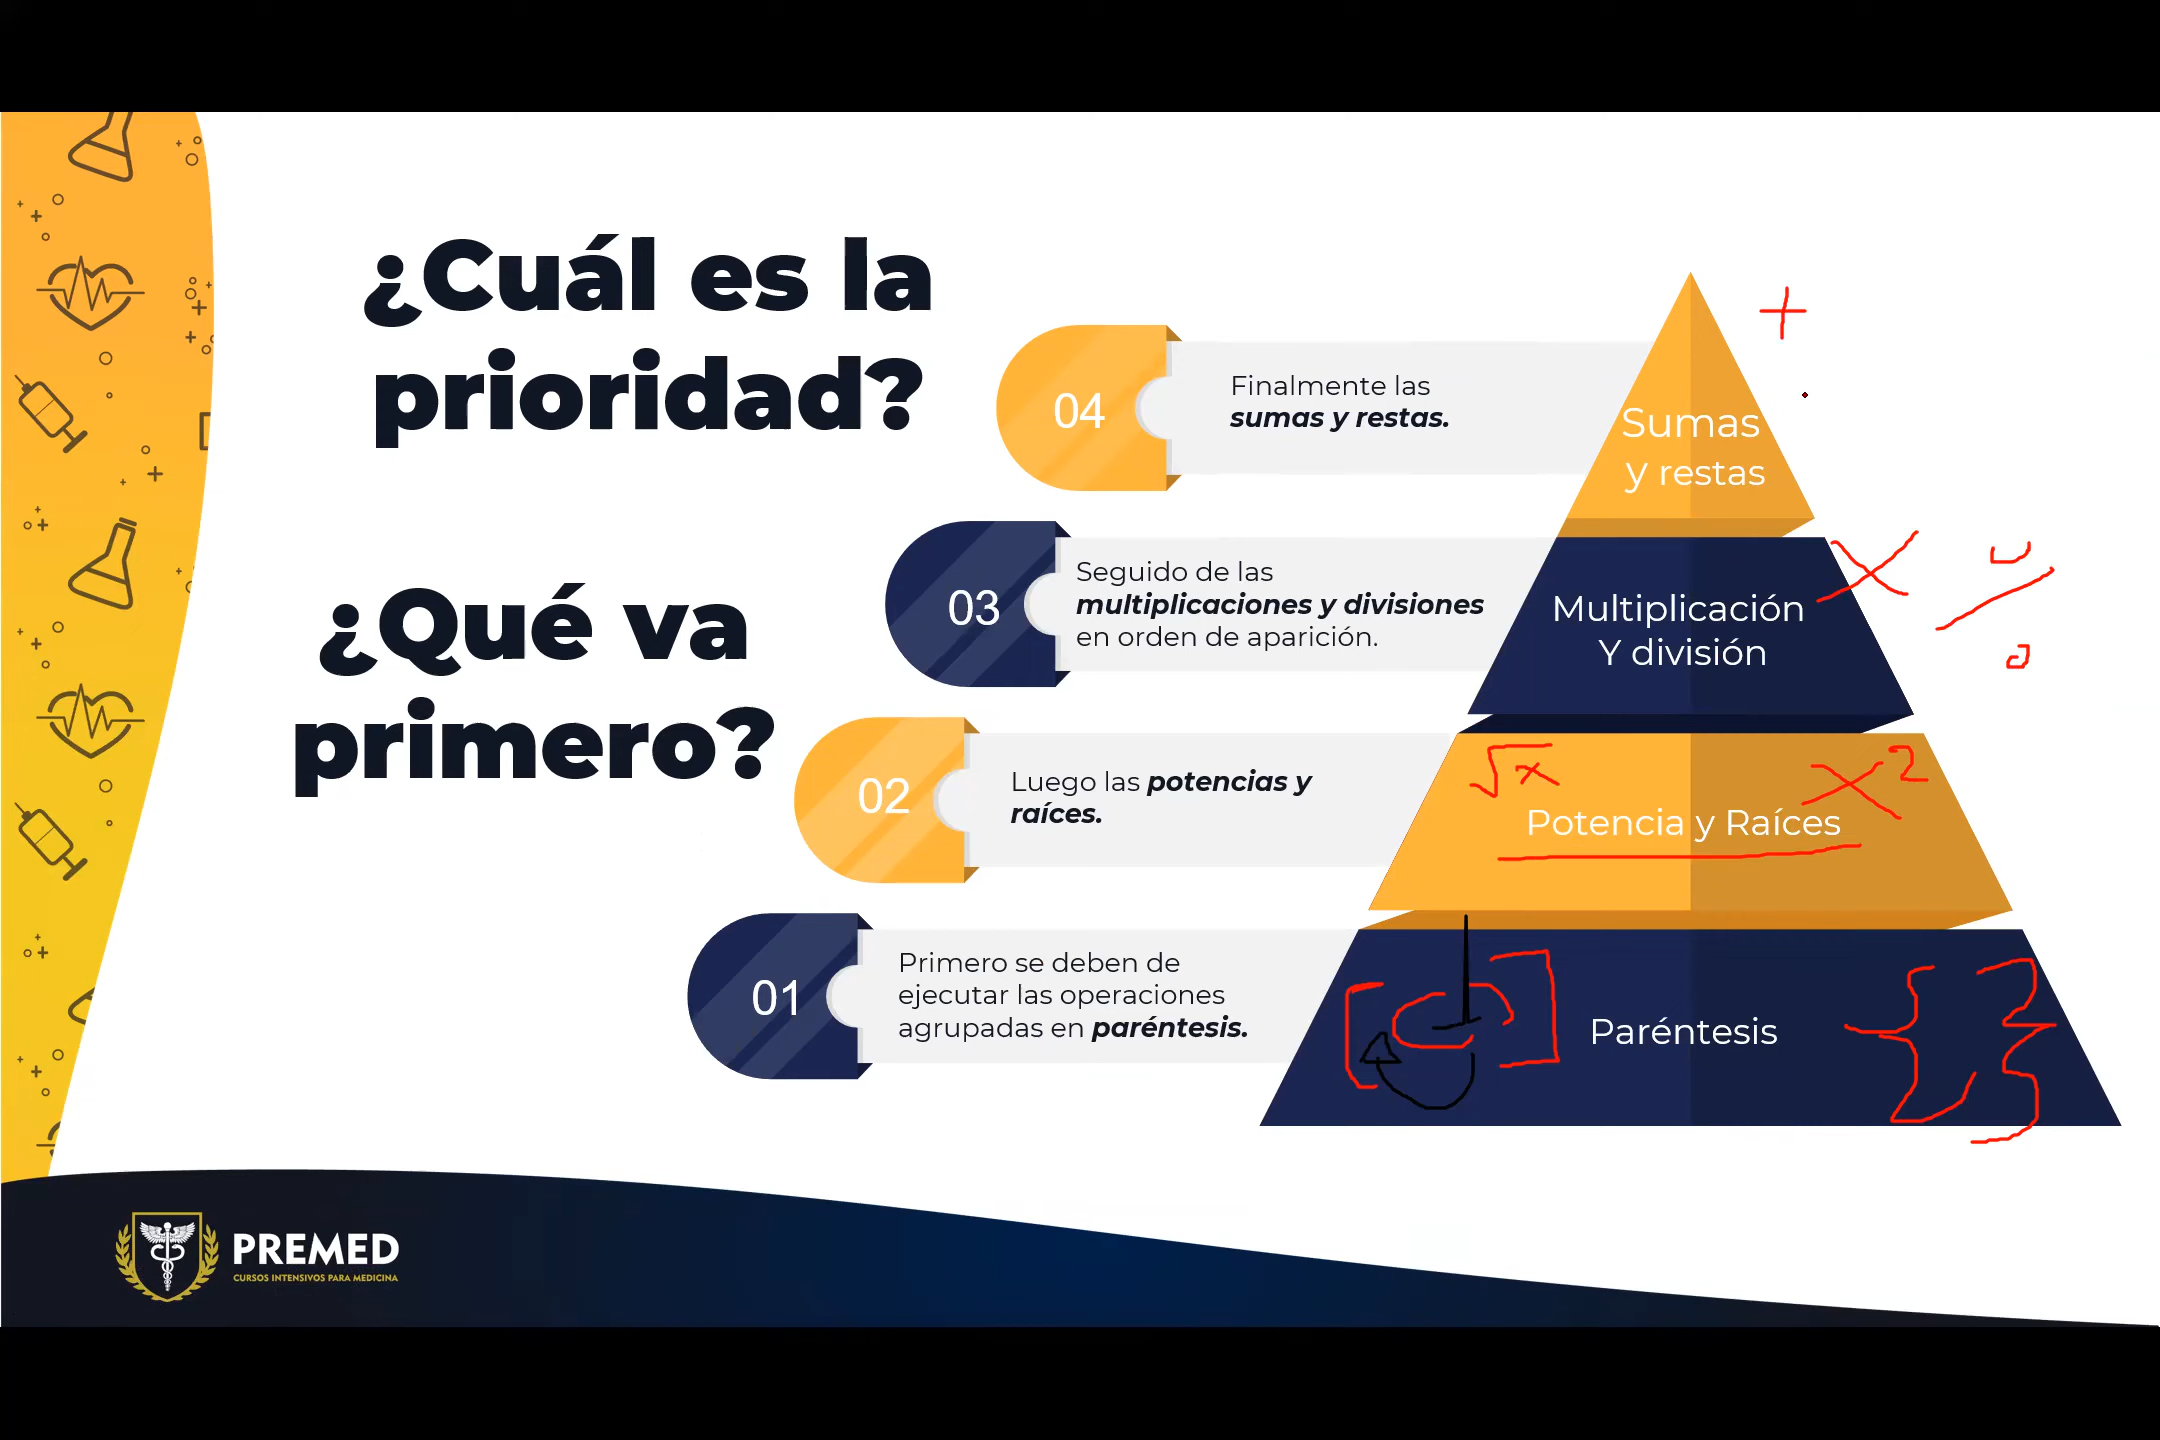 ¿Cuál es la
prioridad?
¿Qué va
primero?
04
Finalmente las
sumas y restas.
Sumas
y restas
+
03
Seguido de las
multiplicaciones y divisiones
en orden de aparición.
Multiplicación
Y división
X
02
Luego las potencias y
raíces.
√x
x²
Potencia y Raíces
01
Primero se deben de
ejecutar las operaciones
agrupadas en paréntesis.
[( )]
Paréntesis
{ }
PREMED
CURSOS INTENSIVOS PARA MEDICINA